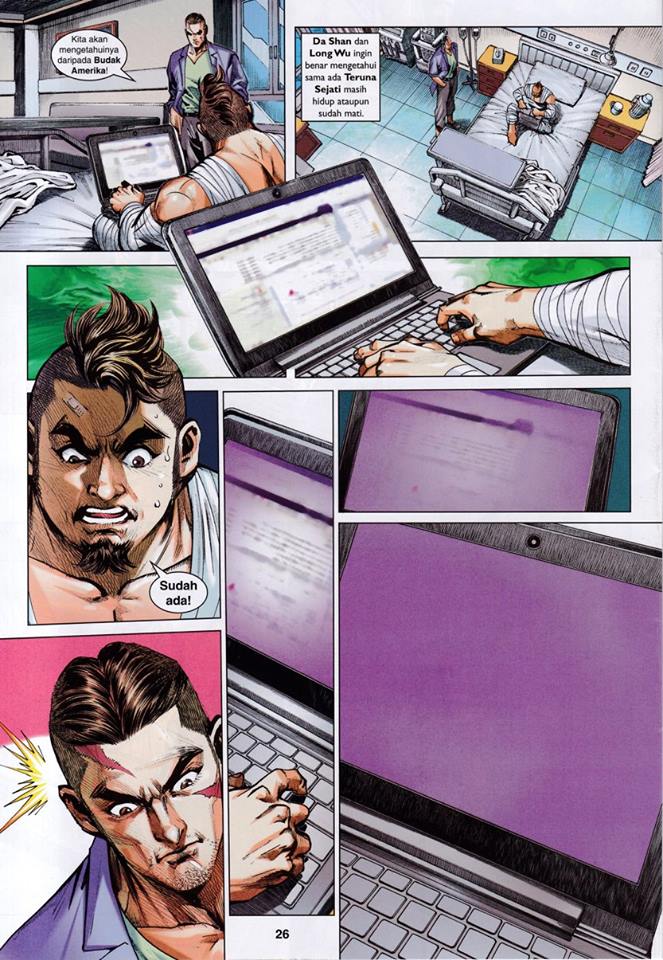 Kita akan
mengetahuinya
daripada Budak
Amerika!
Da Shan dan
Long Wu ingin
benar mengetahui
sama ada Teruna
Sejati masih
hidup ataupun
sudah mati.
Sudah
ada!
26